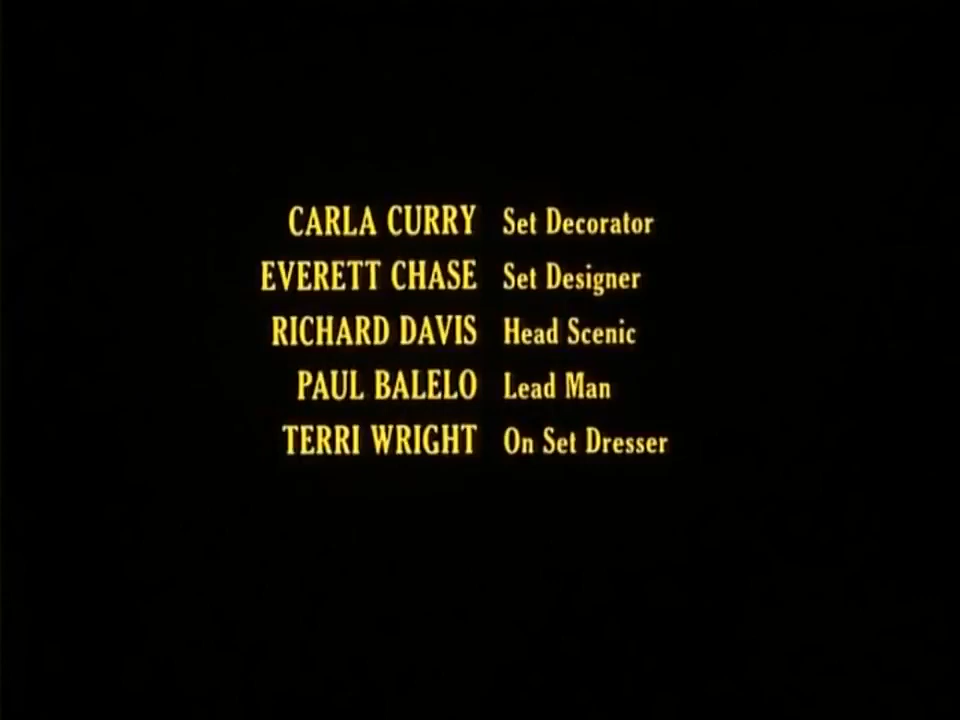 CARLA CURRY Set Decorator
EVERETT CHASE Set Designer
RICHARD DAVIS Head Scenic
PAUL BALELO Lead Man
TERRI WRIGHT On Set Dresser